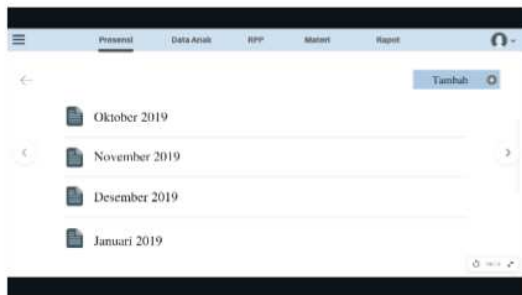 Presensi Data Anak RPP Materi Rapot
Tambah
Oktober 2019
November 2019
Desember 2019
Januari 2019